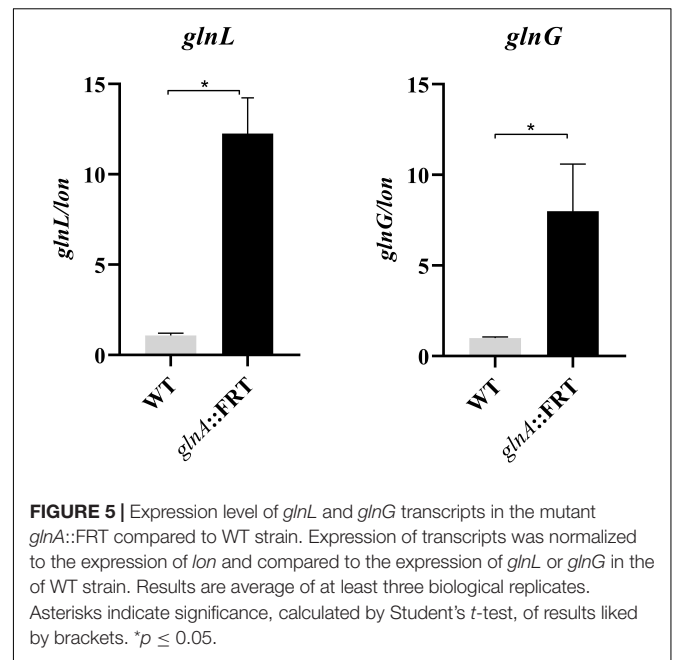 glnL
15
10
5
0
glnL/lon
*
WT
glnA::FRT
glnG
15
10
5
0
glnG/lon
*
WT
glnA::FRT
FIGURE 5 | Expression level of glnL and glnG transcripts in the mutant
glnA::FRT compared to WT strain. Expression of transcripts was normalized
to the expression of lon and compared to the expression of glnL or glnG in the
of WT strain. Results are average of at least three biological replicates.
Asterisks indicate significance, calculated by Student's t-test, of results liked
by brackets. *p ≤ 0.05.